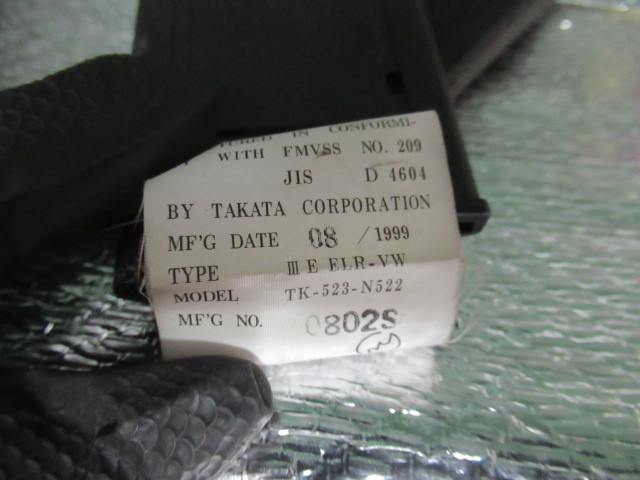 IN CONFORMI-
WITH FMVSS NO. 209
JIS D 4604
BY TAKATA CORPORATION
MF'G DATE 08 / 1999
TYPE III E ELR-VW
MODEL TK-523-N522
MF'G NO. 0802S